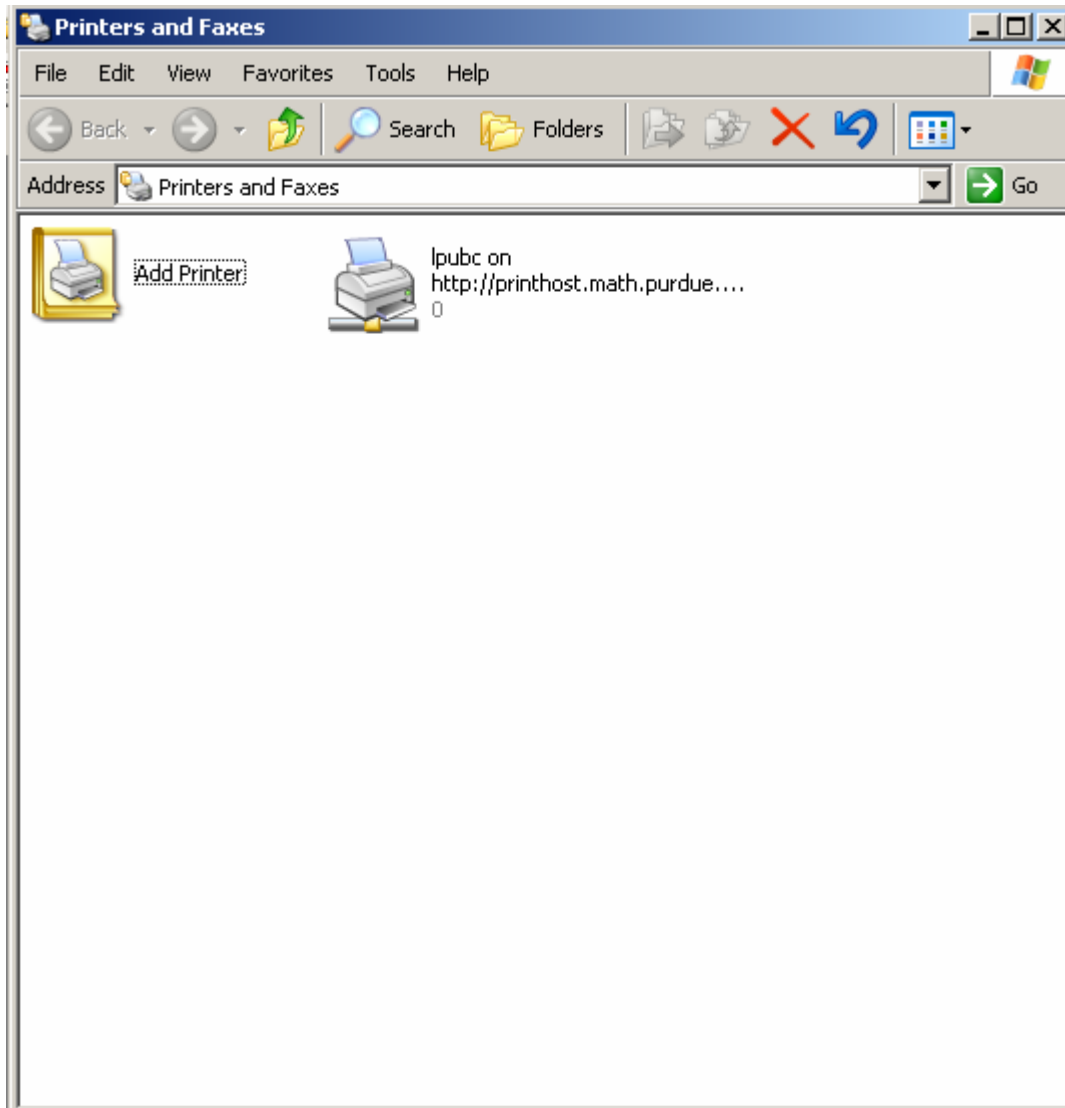 Printers and Faxes
File Edit View Favorites Tools Help
Back Search Folders
Address Printers and Faxes Go
Add Printer
lpubc on
http://printhost.math.purdue....
0